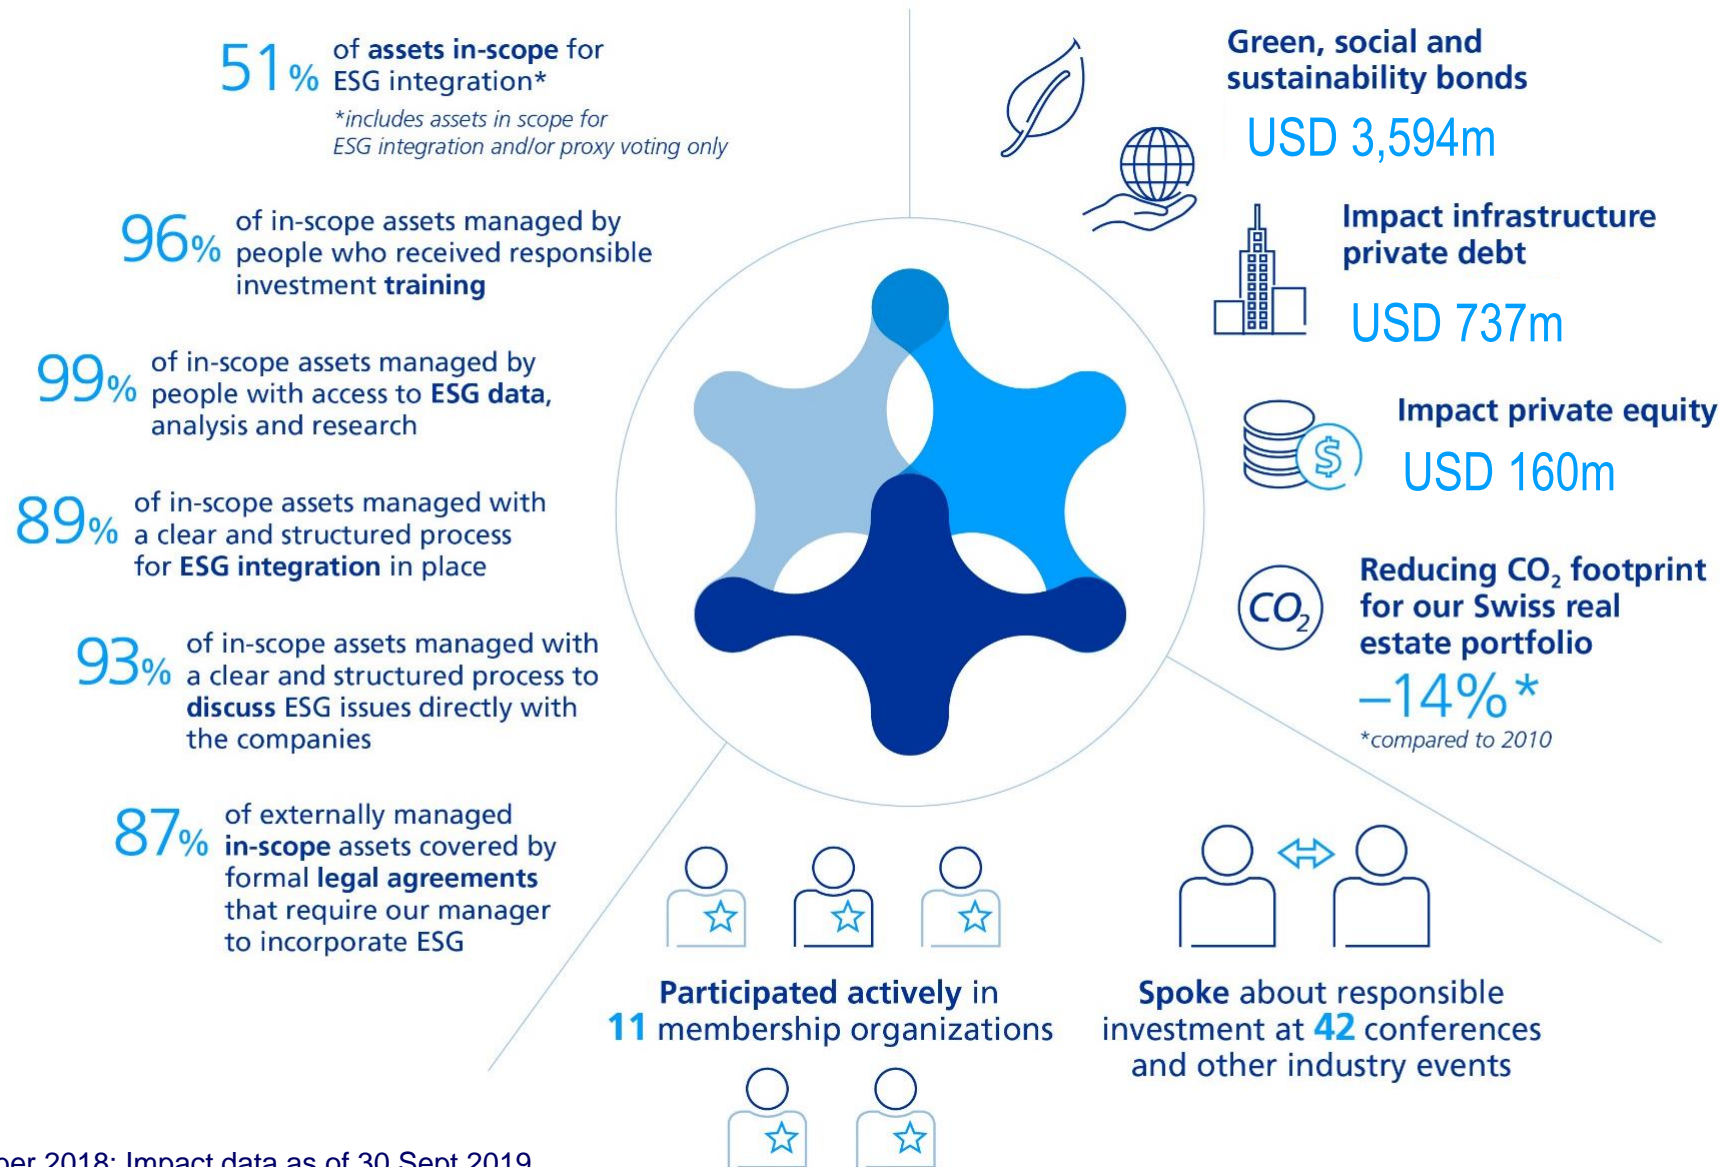 51% of assets in-scope for
ESG integration*
*includes assets in scope for
ESG integration and/or proxy voting only
96% of in-scope assets managed by
people who received responsible
investment training
99% of in-scope assets managed by
people with access to ESG data,
analysis and research
89% of in-scope assets managed with
a clear and structured process
for ESG integration in place
93% of in-scope assets managed with
a clear and structured process to
discuss ESG issues directly with
the companies
87% of externally managed
in-scope assets covered by
formal legal agreements
that require our manager
to incorporate ESG
Green, social and
sustainability bonds
USD 3,594m
Impact infrastructure
private debt
USD 737m
$
Impact private equity
USD 160m
CO₂
Reducing CO₂ footprint
for our Swiss real
estate portfolio
–14%*
*compared to 2010
Participated actively in
11 membership organizations
Spoke about responsible
investment at 42 conferences
and other industry events
2018; Impact data as of 30 Sept 2019